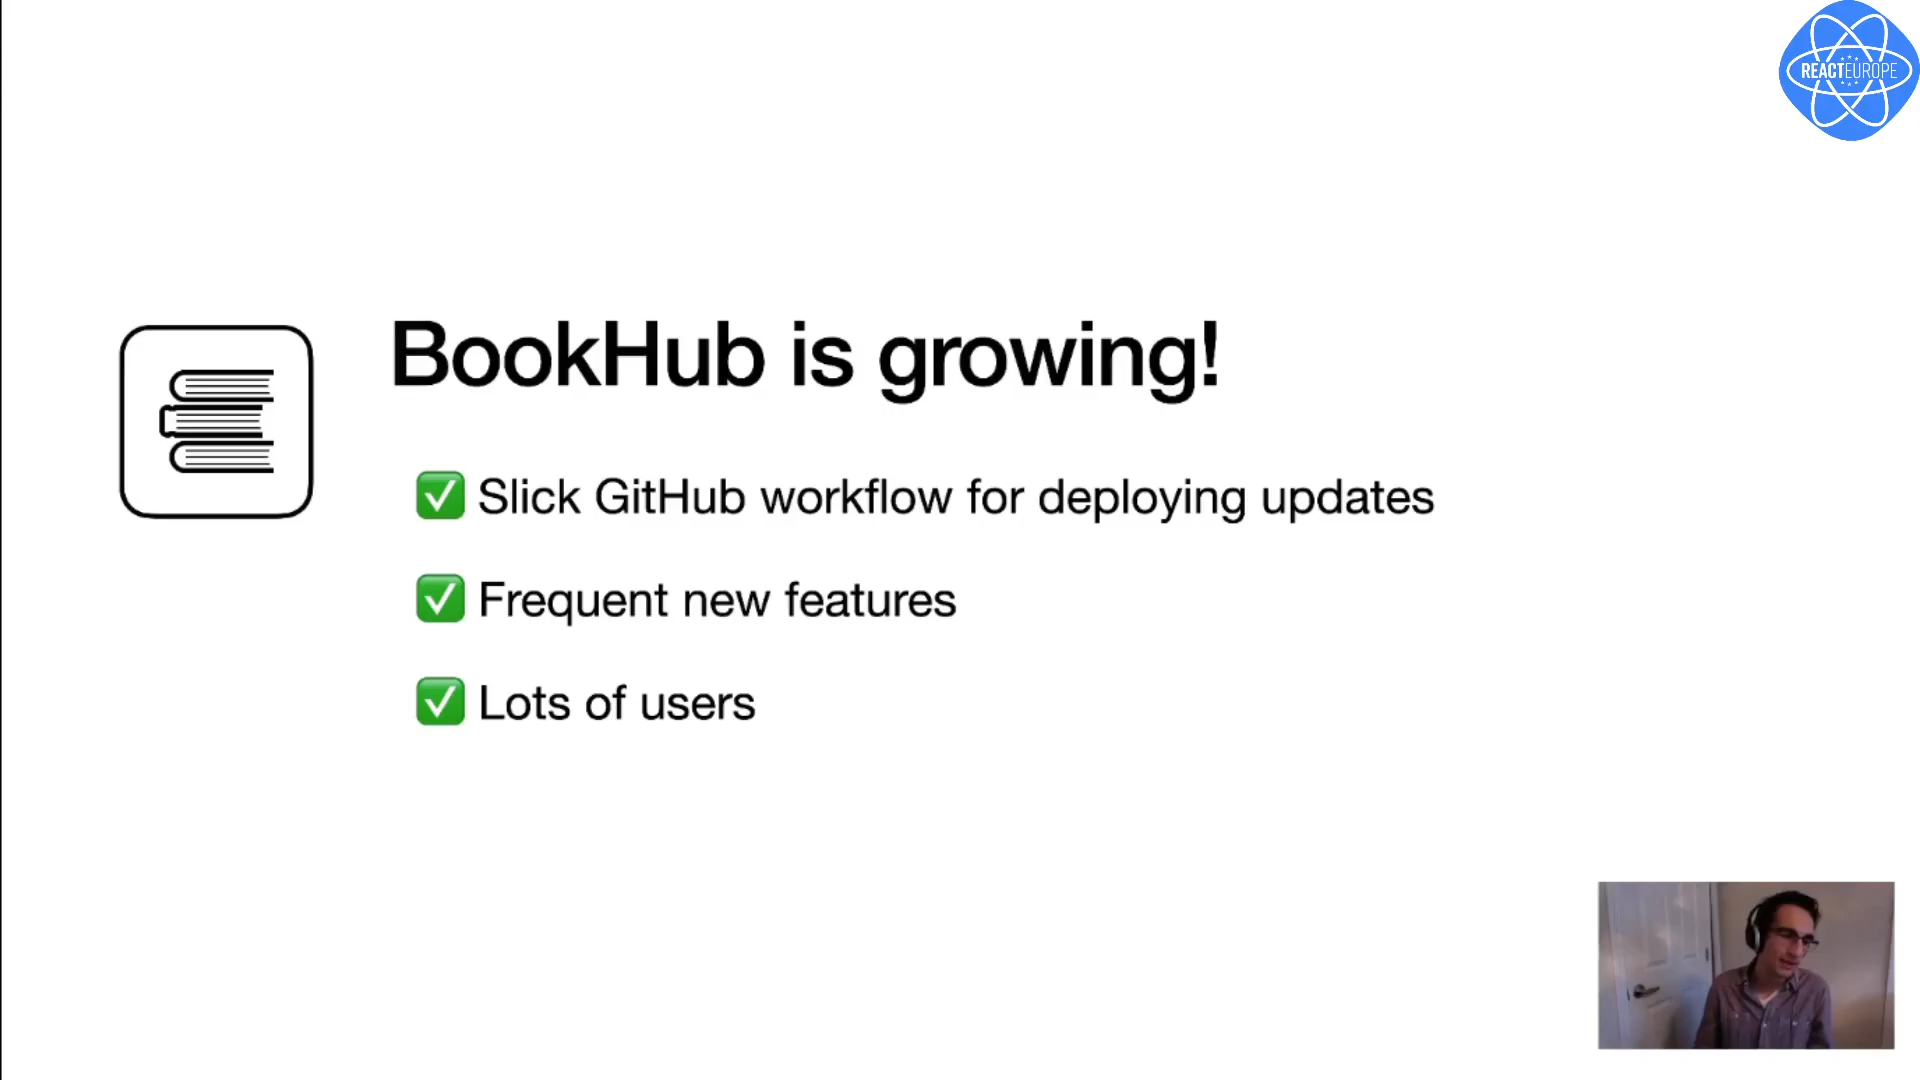 REACTEUROPE
BookHub is growing!
Slick GitHub workflow for deploying updates
Frequent new features
Lots of users